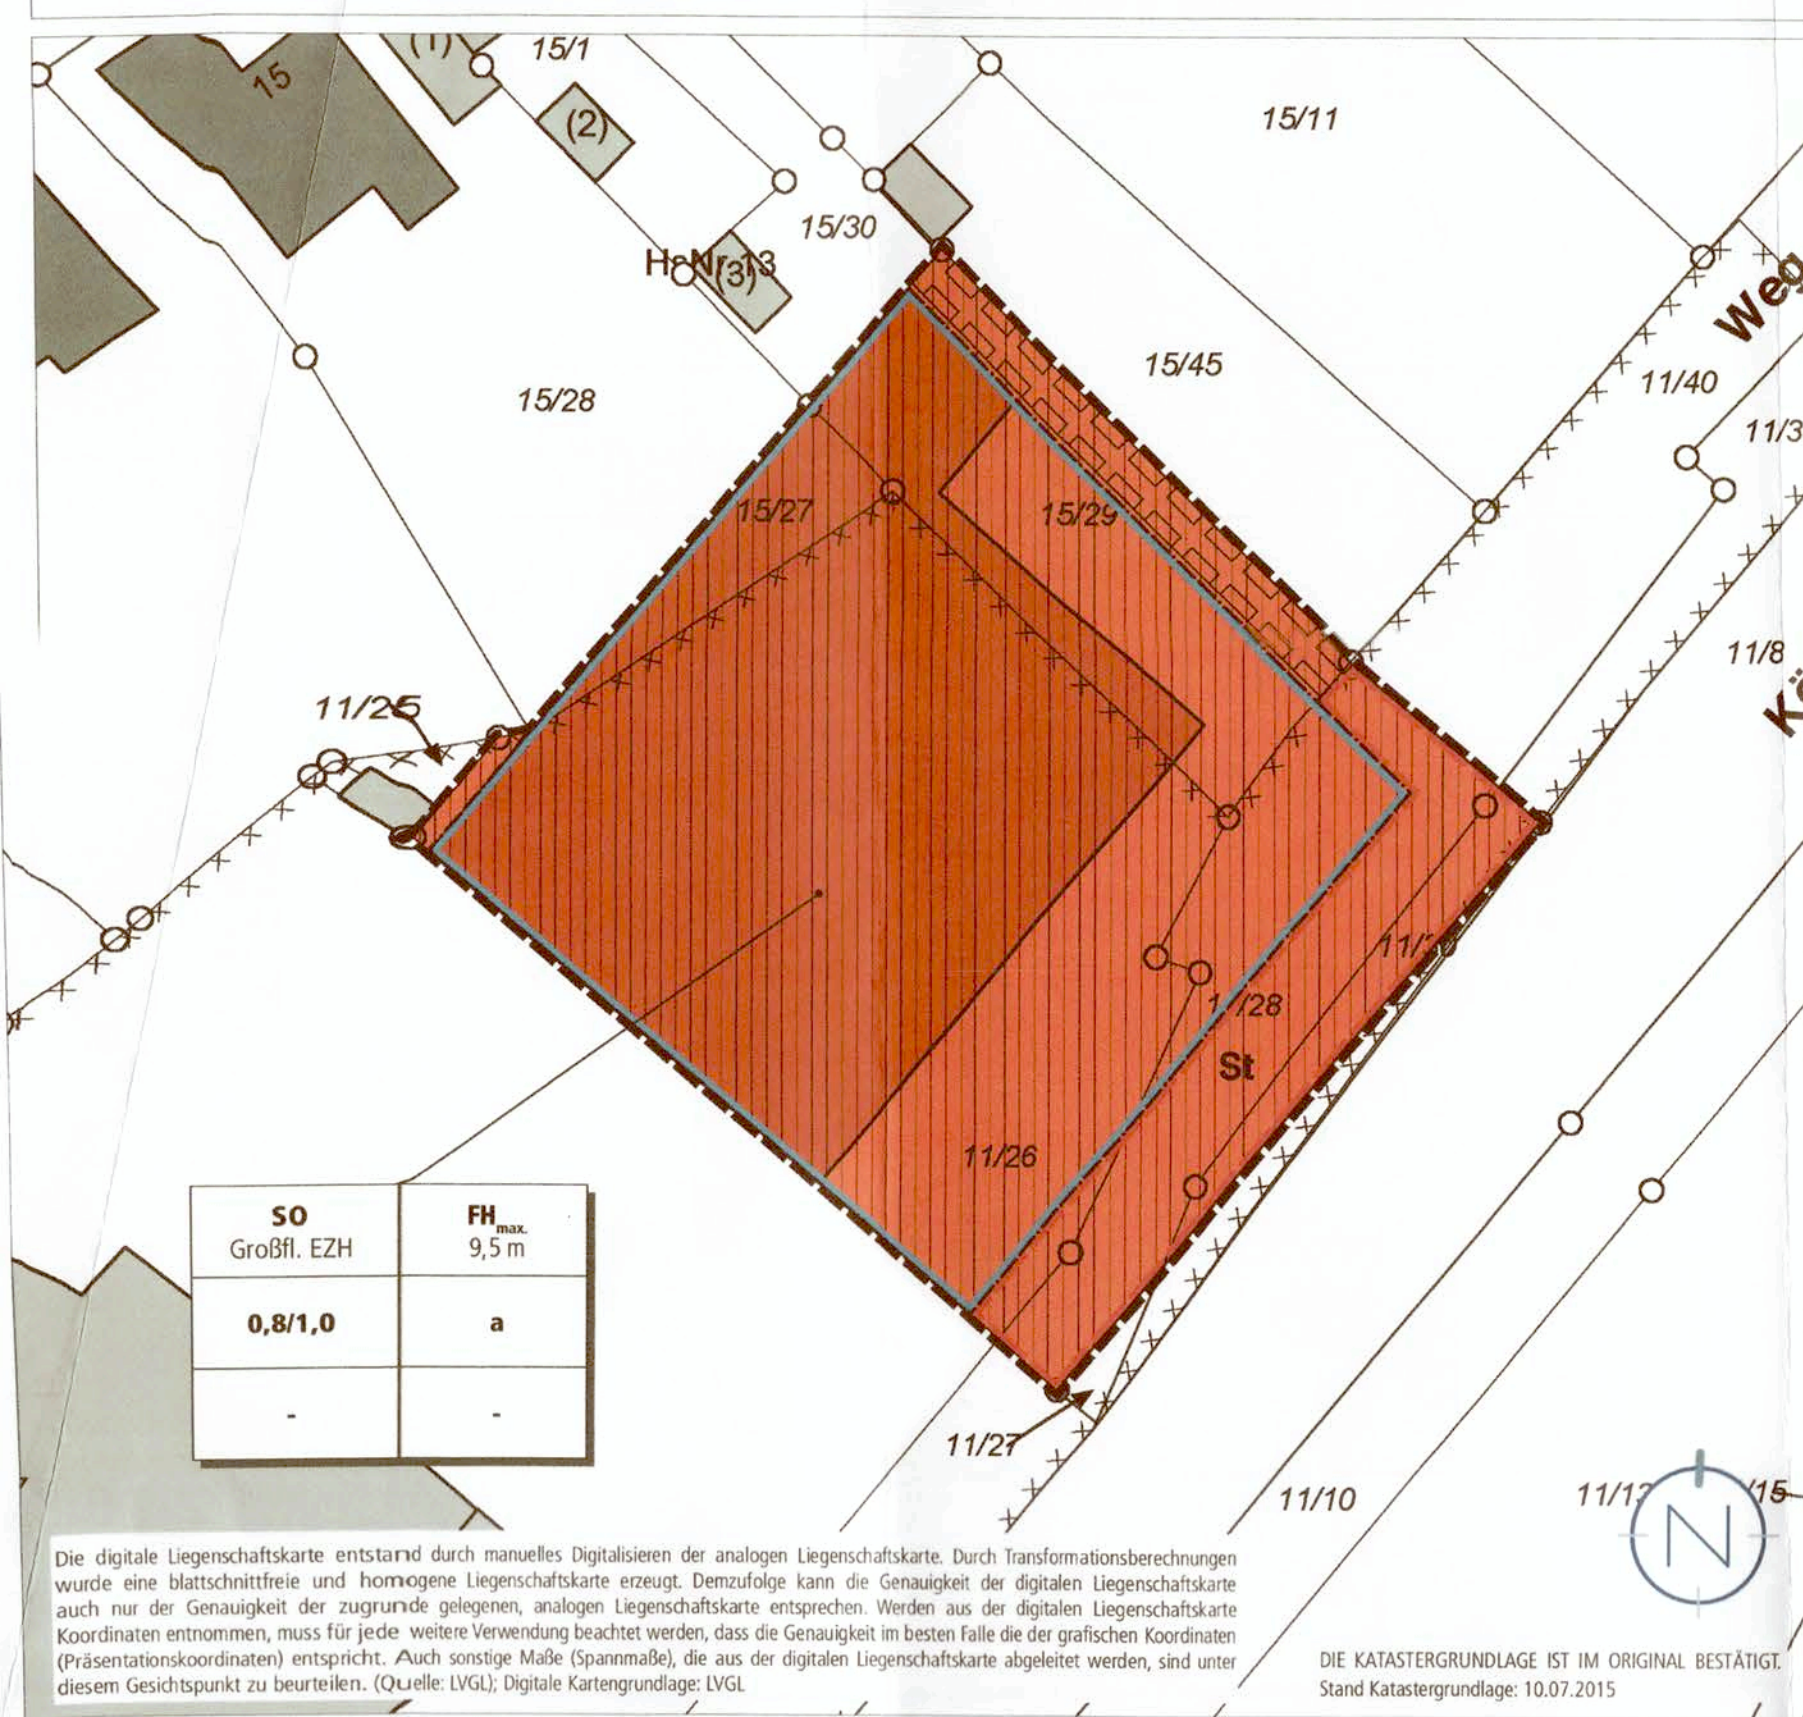 (1)
15/1
15
(2)
15/11
15/30
HsNr. 13
(3)
Weg
15/45
11/40
15/28
11/3
15/27
15/29
11/8
11/25
11/28
St
11/26
SO
Großfl. EZH
FHmax.
9,5 m
0,8/1,0
a
-
-
11/27
11/10
N
Die digitale Liegenschaftskarte entstand durch manuelles Digitalisieren der analogen Liegenschaftskarte. Durch Transformationsberechnungen
wurde eine blattschnittfreie und homogene Liegenschaftskarte erzeugt. Demzufolge kann die Genauigkeit der digitalen Liegenschaftskarte
auch nur der Genauigkeit der zugrunde gelegenen, analogen Liegenschaftskarte entsprechen. Werden aus der digitalen Liegenschaftskarte
Koordinaten entnommen, muss für jede weitere Verwendung beachtet werden, dass die Genauigkeit im besten Falle die der grafischen Koordinaten
(Präsentationskoordinaten) entspricht. Auch sonstige Maße (Spannmaße), die aus der digitalen Liegenschaftskarte abgeleitet werden, sind unter
diesem Gesichtspunkt zu beurteilen. (Quelle: LVGL); Digitale Kartengrundlage: LVGL
DIE KATASTERGRUNDLAGE IST IM ORIGINAL BESTÄTIGT.
Stand Katastergrundlage: 10.07.2015